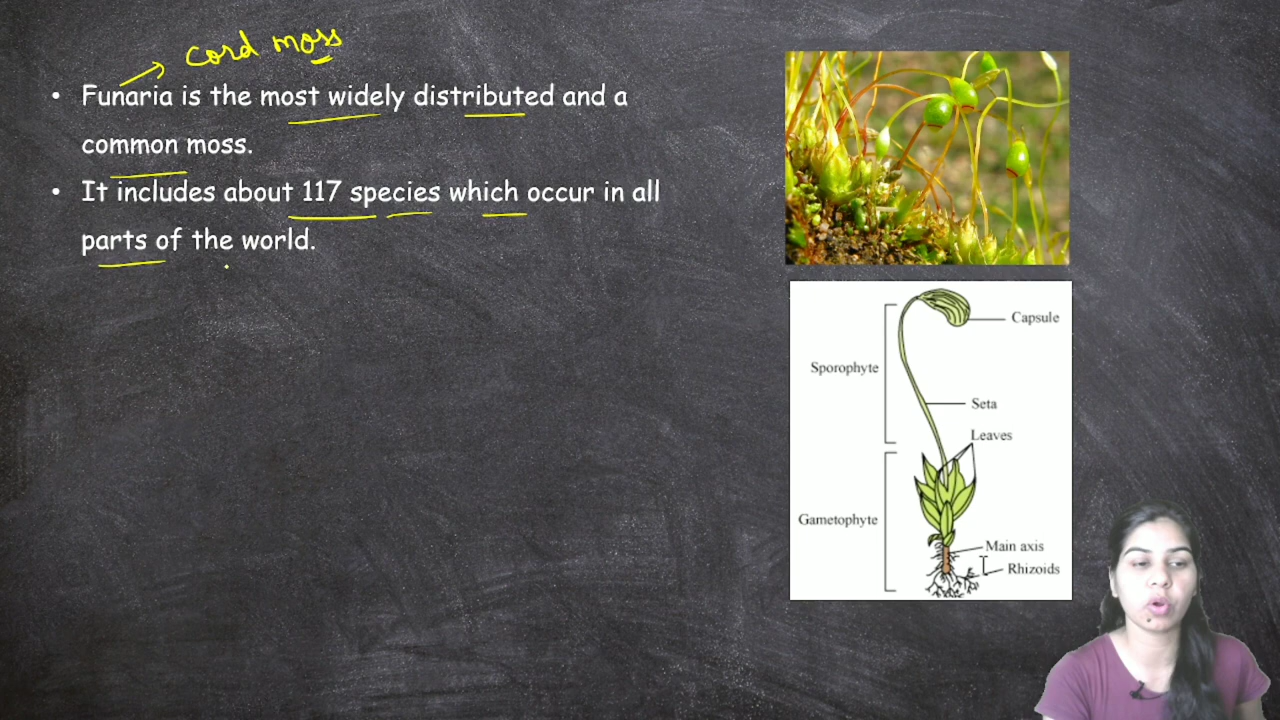 cord moss
• Funaria is the most widely distributed and a
common moss.
• It includes about 117 species which occur in all
parts of the world.
Capsule
Sporophyte
Seta
Leaves
Gametophyte
Main axis
Rhizoids